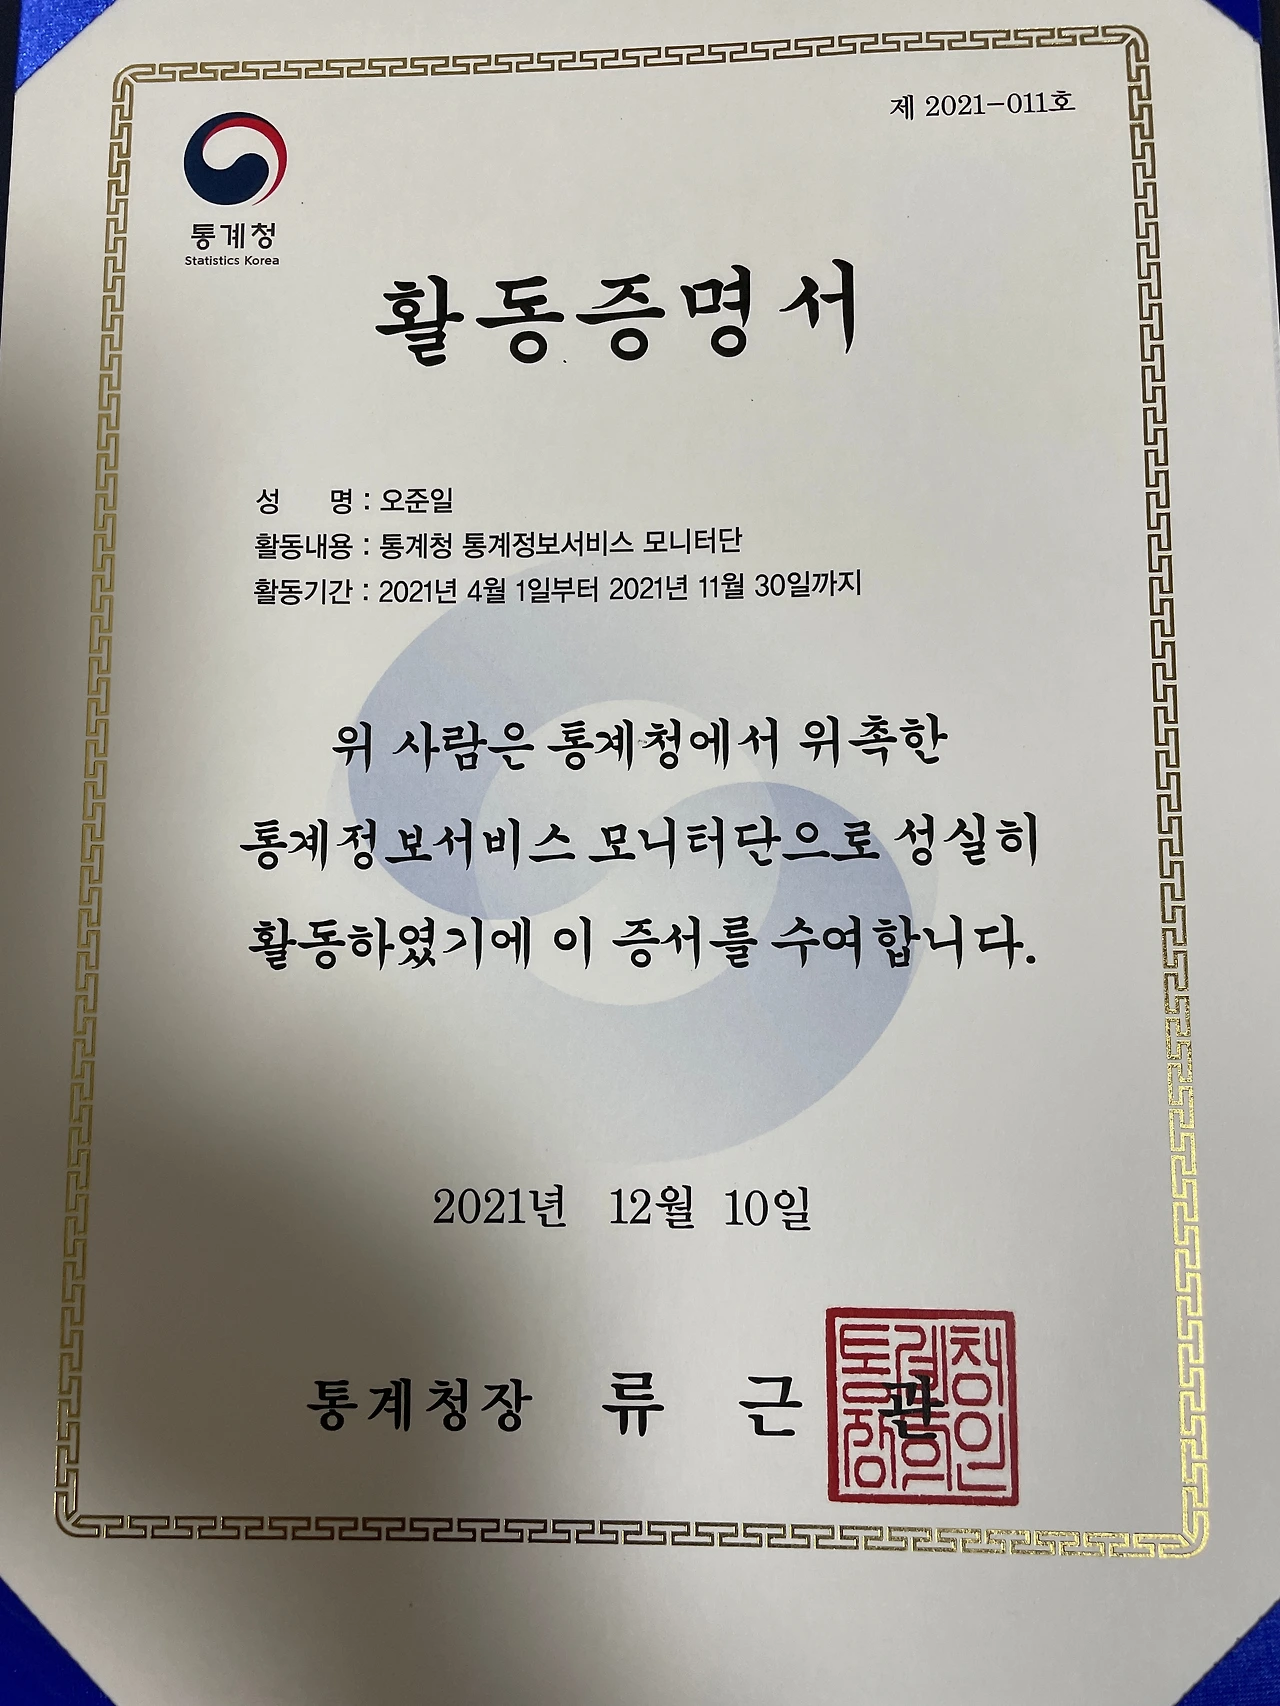 제 2021-011호
통계청
Statistics Korea
활동증명서
성 명 : 오준일
활동내용 : 통계청 통계정보서비스 모니터단
활동기간 : 2021년 4월 1일부터 2021년 11월 30일까지
위 사람은 통계청에서 위촉한
통계정보서비스 모니터단으로 성실히
활동하였기에 이 증서를 수여합니다.
2021년 12월 10일
통계청장 류 근 관
통계청장의인